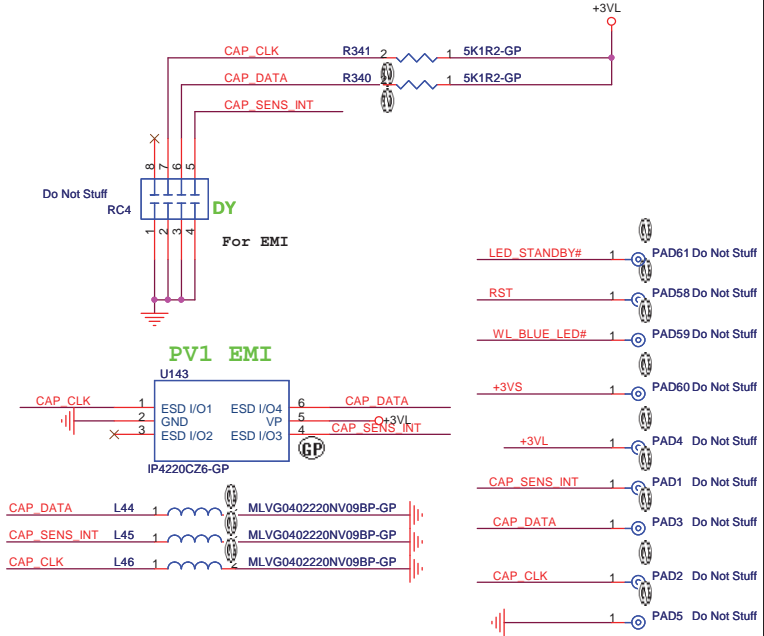 +3VL
CAP_CLK R341 2 1 5K1R2-GP
CAP_DATA R340 2 1 5K1R2-GP
CAP_SENS_INT
8 7 6 5
Do Not Stuff
RC4
DY
1 2 3 4
For EMI
PV1 EMI
U143
CAP_CLK 1 ESD I/O1 ESD I/O4 6 CAP_DATA
2 GND VP 5 +3VL
3 ESD I/O2 ESD I/O3 4 CAP_SENS_INT
GP
IP4220CZ6-GP
CAP_DATA L44 1 MLVG0402220NV09BP-GP
CAP_SENS_INT L45 1 MLVG0402220NV09BP-GP
CAP_CLK L46 1 2 MLVG0402220NV09BP-GP
LED_STANDBY# 1 PAD61 Do Not Stuff
RST 1 PAD58 Do Not Stuff
WL_BLUE_LED# 1 PAD59 Do Not Stuff
+3VS 1 PAD60 Do Not Stuff
+3VL 1 PAD4 Do Not Stuff
CAP_SENS_INT 1 PAD1 Do Not Stuff
CAP_DATA 1 PAD3 Do Not Stuff
CAP_CLK 1 PAD2 Do Not Stuff
1 PAD5 Do Not Stuff